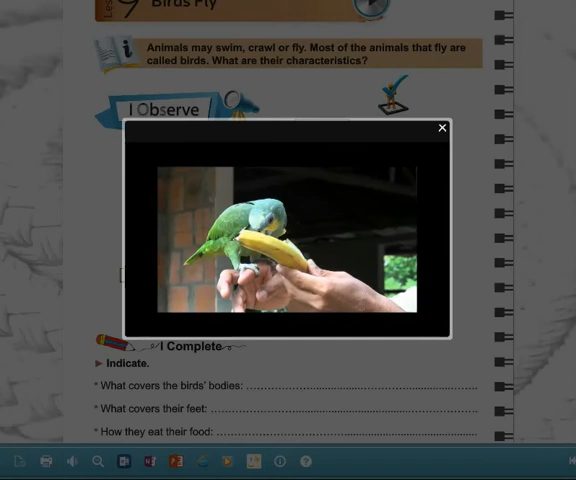 Les 9 Birds Fly
Animals may swim, crawl or fly. Most of the animals that fly are
called birds. What are their characteristics?
I Observe
I Complete
Indicate.
* What covers the birds' bodies:
* What covers their feet:
* How they eat their food: